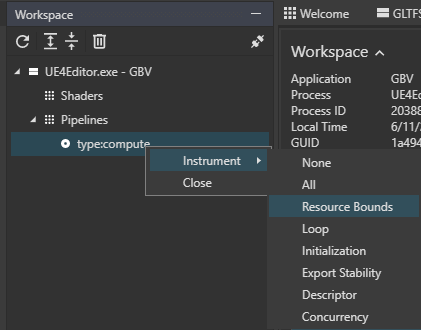 Workspace
UE4Editor.exe - GBV
Shaders
Pipelines
type:compute
Instrument
Close
None
All
Resource Bounds
Loop
Initialization
Export Stability
Descriptor
Concurrency
Welcome
GLTFS
Workspace
Application GBV
Process UE4Ed
Process ID 20388
Local Time 6/11/
GUID 1a494